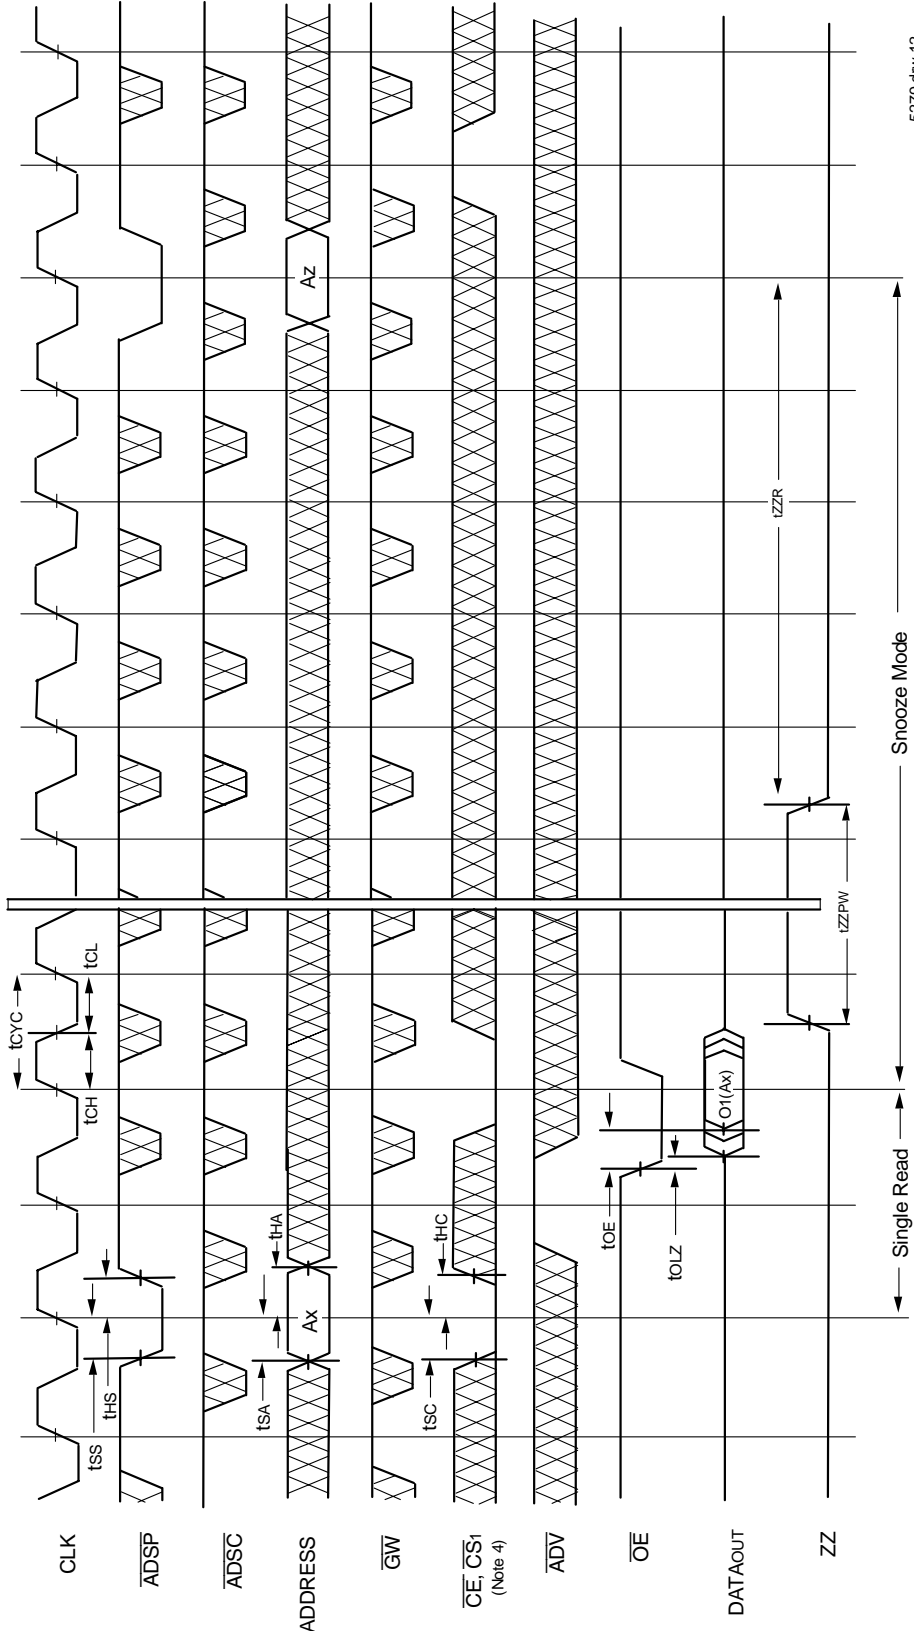 CLK
tCYC
tCH
tCL
tSS
tHS
ADSP
ADSC
ADDRESS
tSA
tHA
Ax
Az
GW
CE, CS1
(Note 4)
tSC
tHC
ADV
OE
tOE
tOLZ
DATAOUT
O1(Ax)
ZZ
tZZPW
tZZR
Single Read
Snooze Mode